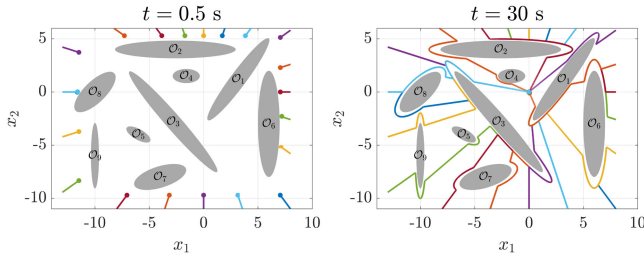 t = 0.5 s
t = 30 s
5
0
-5
-10
x₂
-10
-5
0
5
10
x₁
𝒪₂
𝒪₁
𝒪₄
𝒪₈
𝒪₃
𝒪₆
𝒪₅
𝒪₉
𝒪₇
5
0
-5
-10
x₂
-10
-5
0
5
10
x₁
𝒪₂
𝒪₁
𝒪₄
𝒪₈
𝒪₃
𝒪₆
𝒪₅
𝒪₉
𝒪₇